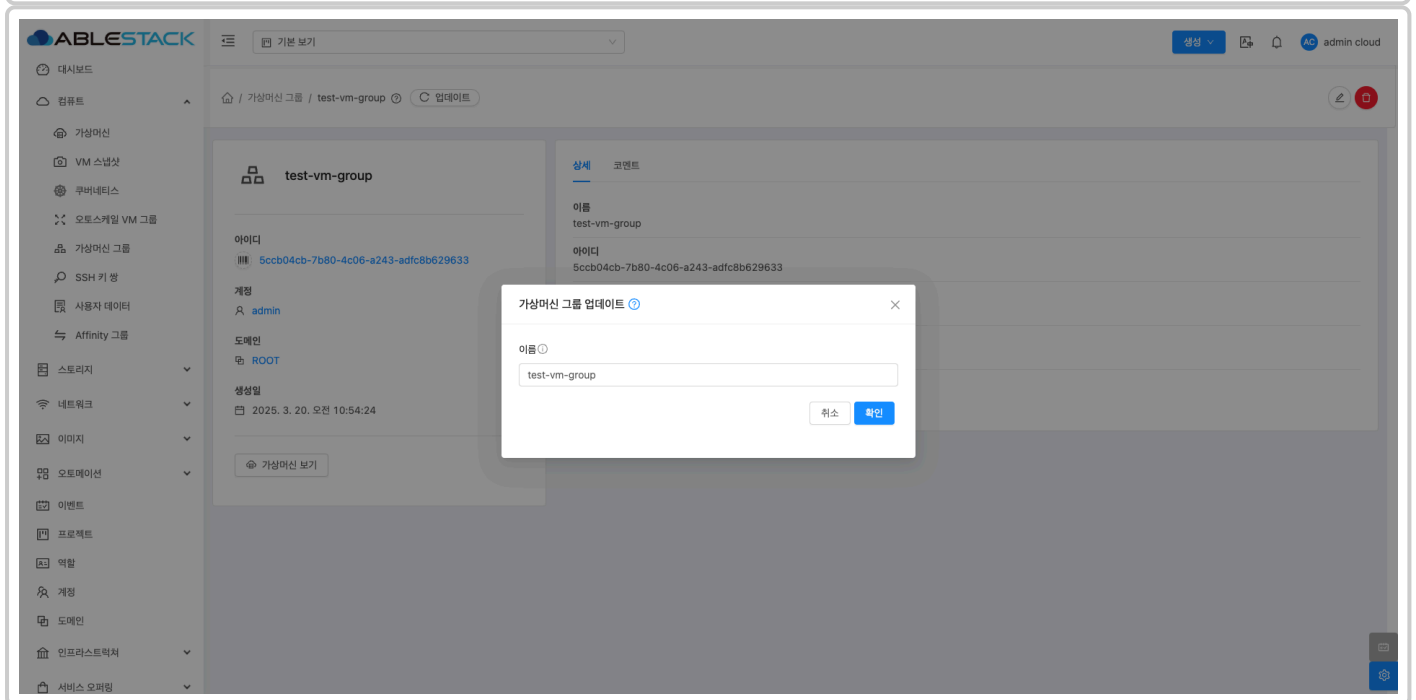 ABLESTACK
기본 보기
생성
AC
admin cloud
대시보드
컴퓨트
가상머신
VM 스냅샷
쿠버네티스
오토스케일 VM 그룹
가상머신 그룹
SSH 키 쌍
사용자 데이터
Affinity 그룹
스토리지
네트워크
이미지
오토메이션
이벤트
프로젝트
역할
계정
도메인
인프라스트럭쳐
서비스 오퍼링
/ 가상머신 그룹 / test-vm-group
업데이트
test-vm-group
아이디
5ccb04cb-7b80-4c06-a243-adfc8b629633
계정
admin
도메인
ROOT
생성일
2025. 3. 20. 오전 10:54:24
가상머신 보기
상세
코멘트
이름
test-vm-group
아이디
5ccb04cb-7b80-4c06-a243-adfc8b629633
가상머신 그룹 업데이트
이름
test-vm-group
취소
확인